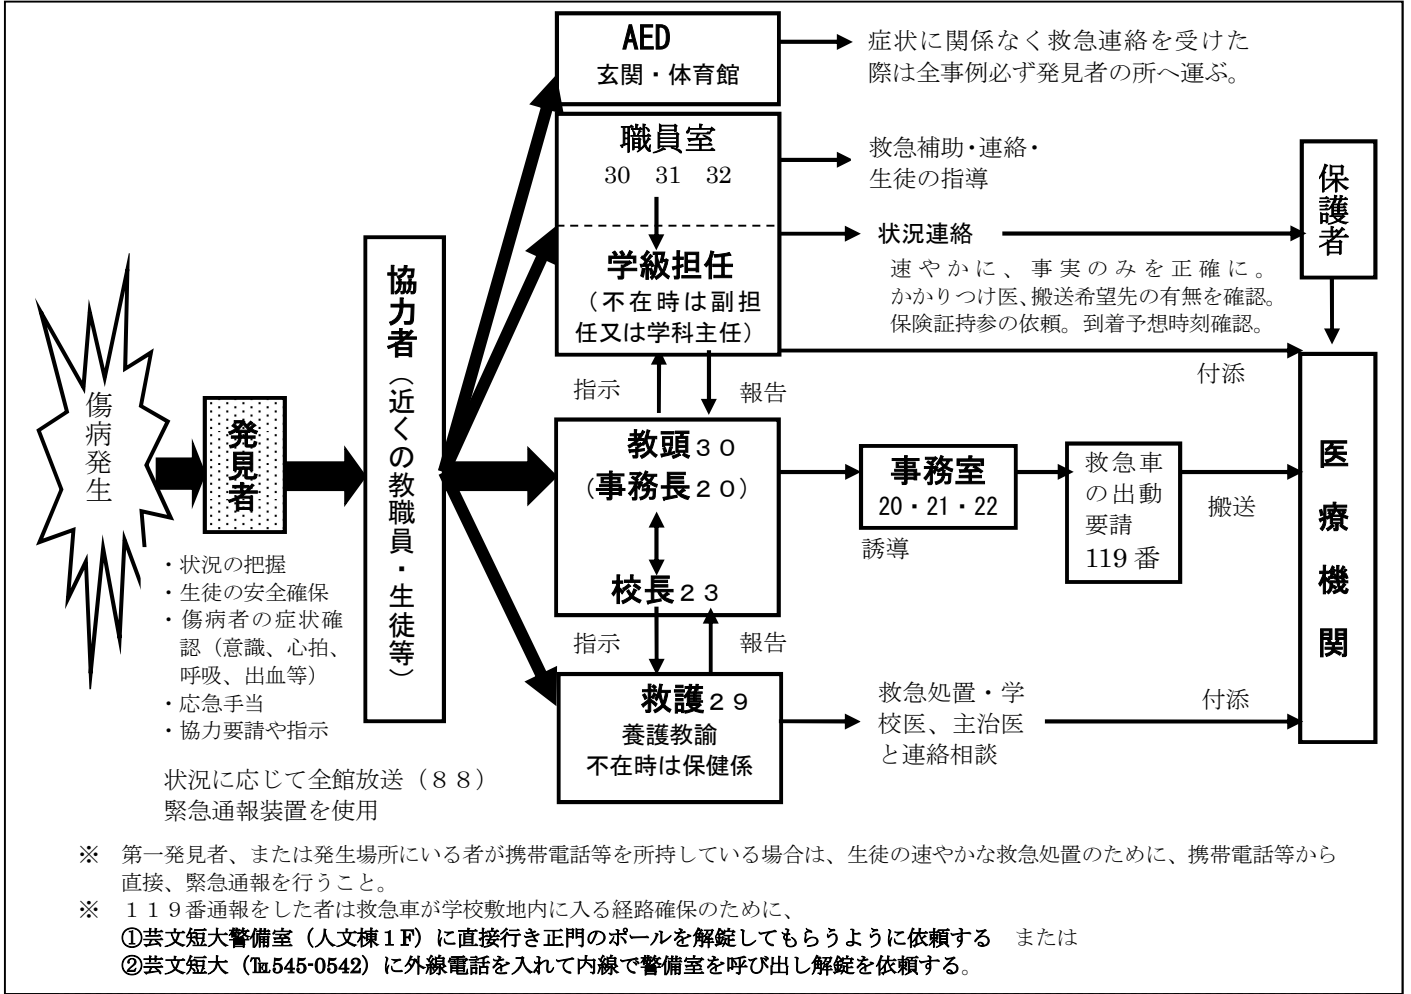 AED
玄関・体育館
症状に関係なく救急連絡を受けた
際は全事例必ず発見者の所へ運ぶ。
職員室
30 31 32
救急補助・連絡・
生徒の指導
学級担任
（不在時は副担
任又は学科主任）
状況連絡
速やかに、事実のみを正確に。
かかりつけ医、搬送希望先の有無を確認。
保険証持参の依頼。到着予想時刻確認。
保護者
付添
指示
報告
傷病発生
発見者
・状況の把握
・生徒の安全確保
・傷病者の症状確
認（意識、心拍、
呼吸、出血等）
・応急手当
・協力要請や指示
状況に応じて全館放送（８８）
緊急通報装置を使用
協力者（近くの教職員・生徒等）
教頭３０
（事務長２０）
校長２３
事務室
20・21・22
誘導
救急車
の出動
要請
119 番
搬送
医療機関
指示
報告
救護２９
養護教諭
不在時は保健係
救急処置・学
校医、主治医
と連絡相談
付添
※ 第一発見者、または発生場所にいる者が携帯電話等を所持している場合は、生徒の速やかな救急処置のために、携帯電話等から
直接、緊急通報を行うこと。
※ １１９番通報をした者は救急車が学校敷地内に入る経路確保のために、
①芸文短大警備室（人文棟１F）に直接行き正門のポールを解錠してもらうように依頼する または
②芸文短大（℡545-0542）に外線電話を入れて内線で警備室を呼び出し解錠を依頼する。